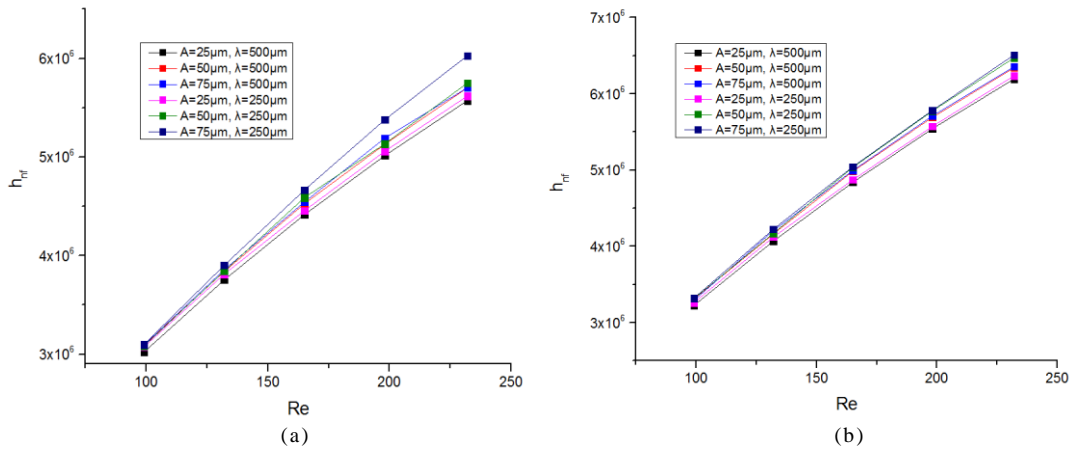 6x10⁶
5x10⁶
4x10⁶
3x10⁶
h_nf
A=25µm, λ=500µm
A=50µm, λ=500µm
A=75µm, λ=500µm
A=25µm, λ=250µm
A=50µm, λ=250µm
A=75µm, λ=250µm
100 150 200 250
Re
(a)
7x10⁶
6x10⁶
5x10⁶
4x10⁶
3x10⁶
h_nf
A=25µm, λ=500µm
A=50µm, λ=500µm
A=75µm, λ=500µm
A=25µm, λ=250µm
A=50µm, λ=250µm
A=75µm, λ=250µm
100 150 200 250
Re
(b)